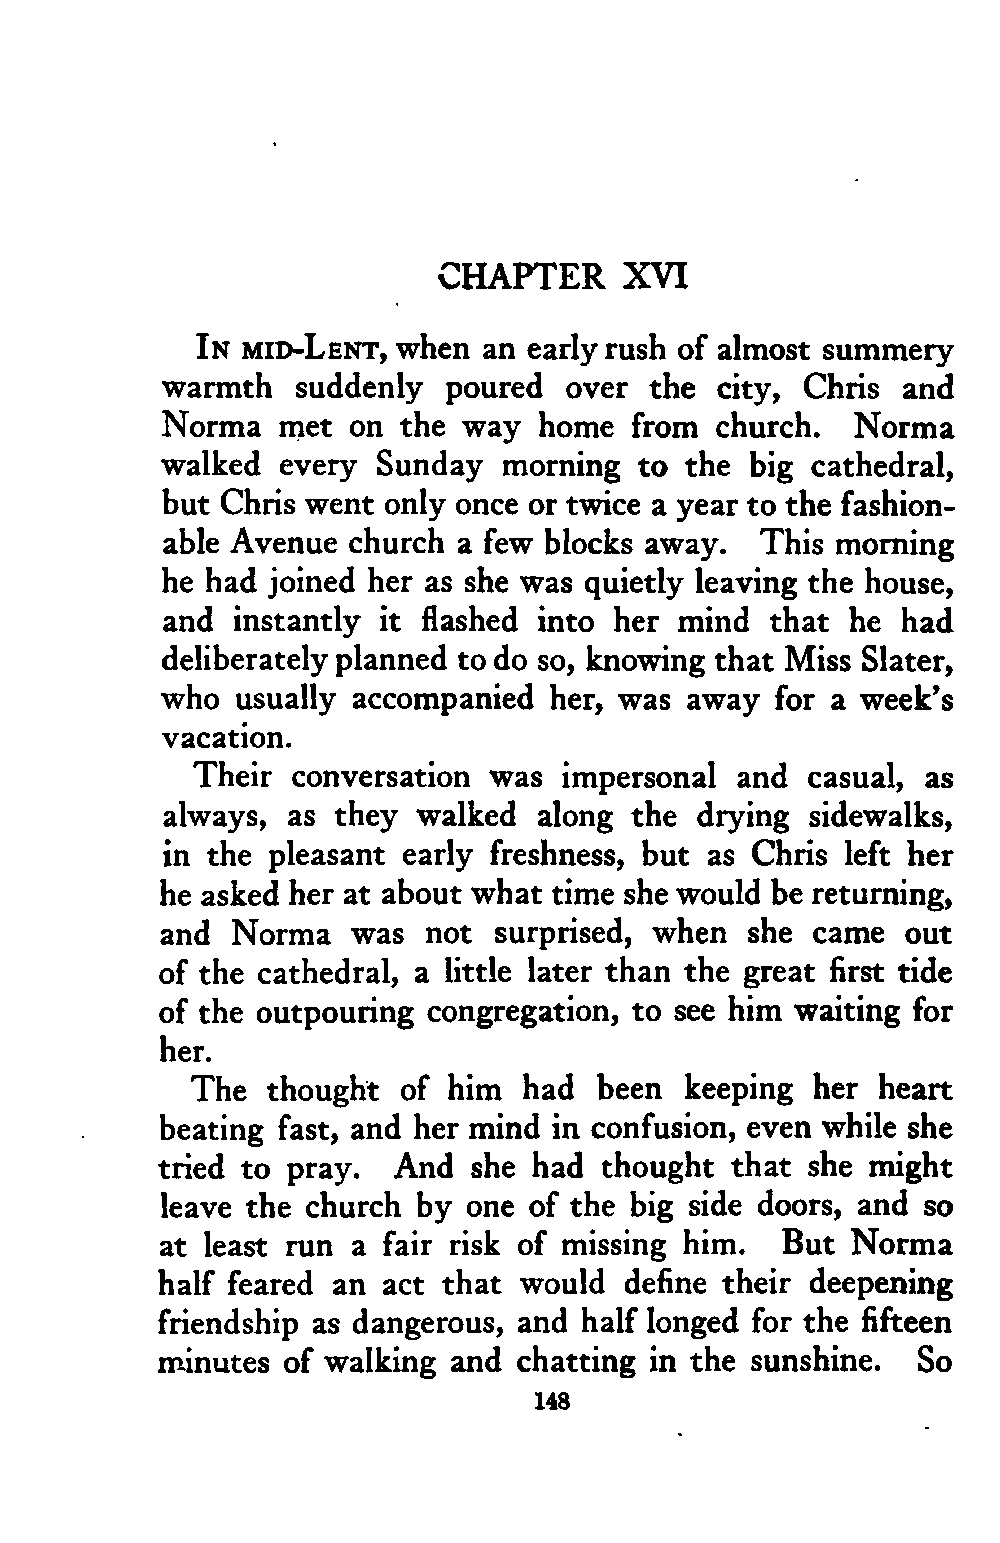 CHAPTER XVI
IN MID-LENT, when an early rush of almost summery
warmth suddenly poured over the city, Chris and
Norma met on the way home from church. Norma
walked every Sunday morning to the big cathedral,
but Chris went only once or twice a year to the fashion-
able Avenue church a few blocks away. This morning
he had joined her as she was quietly leaving the house,
and instantly it flashed into her mind that he had
deliberately planned to do so, knowing that Miss Slater,
who usually accompanied her, was away for a week's
vacation.
Their conversation was impersonal and casual, as
always, as they walked along the drying sidewalks,
in the pleasant early freshness, but as Chris left her
he asked her at about what time she would be returning,
and Norma was not surprised, when she came out
of the cathedral, a little later than the great first tide
of the outpouring congregation, to see him waiting for
her.
The thought of him had been keeping her heart
beating fast, and her mind in confusion, even while she
tried to pray. And she had thought that she might
leave the church by one of the big side doors, and so
at least run a fair risk of missing him. But Norma
half feared an act that would define their deepening
friendship as dangerous, and half longed for the fifteen
minutes of walking and chatting in the sunshine. So
148